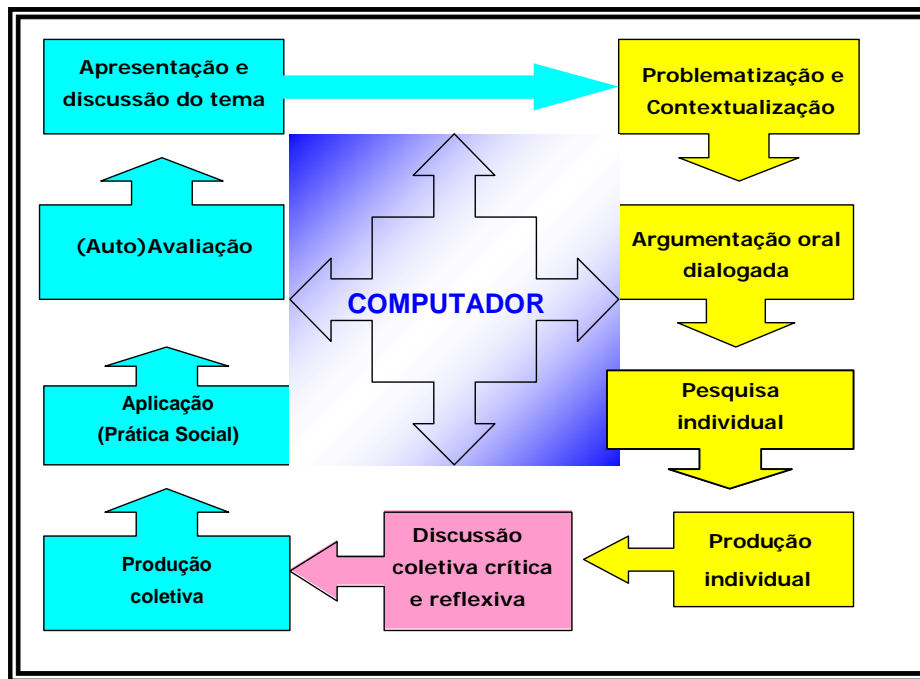 Apresentação e
discussão do tema
Problematização e
Contextualização
(Auto)Avaliação
Argumentação oral
dialogada
COMPUTADOR
Aplicação
(Prática Social)
Pesquisa
individual
Produção
coletiva
Discussão
coletiva crítica
e reflexiva
Produção
individual